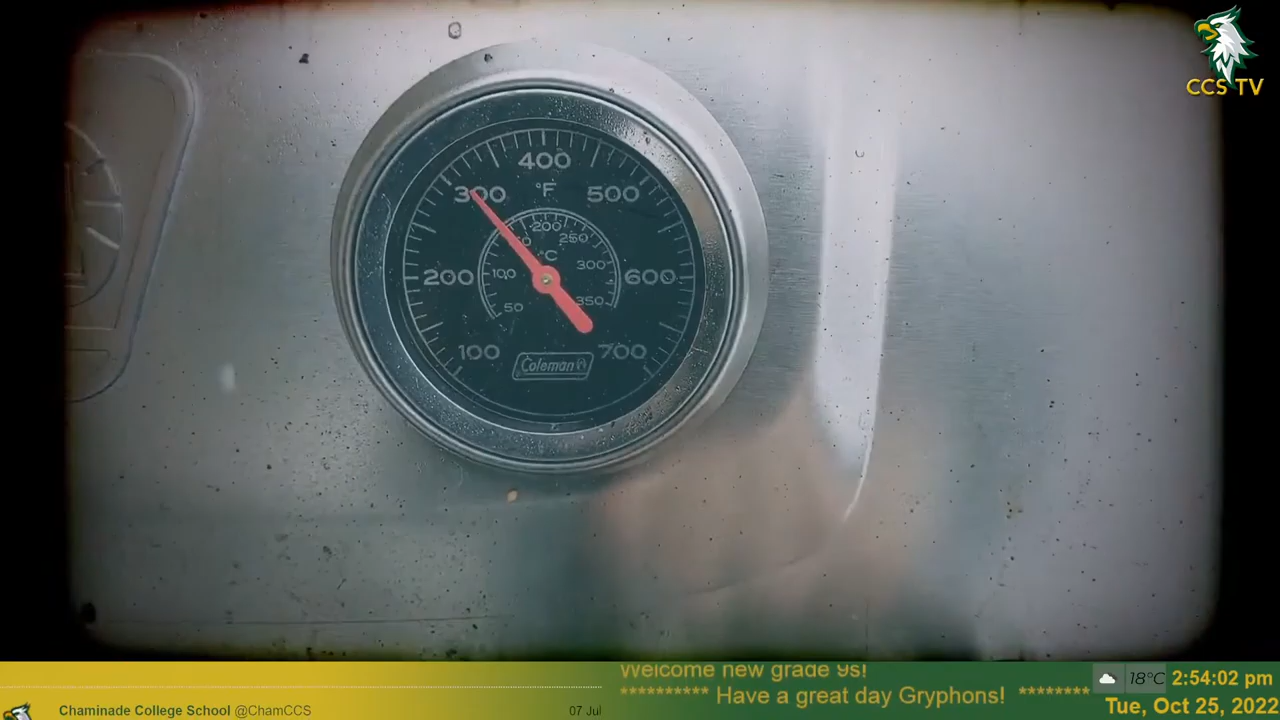 CCS TV
400
300
°F
500
200
250
°C
300
200
100
600
50
350
100
700
Coleman
Welcome new grade 9s!
********** Have a great day Gryphons! ********
18°C
2:54:02 pm
Chaminade College School @ChamCCS
07 Jul
Tue, Oct 25, 2022